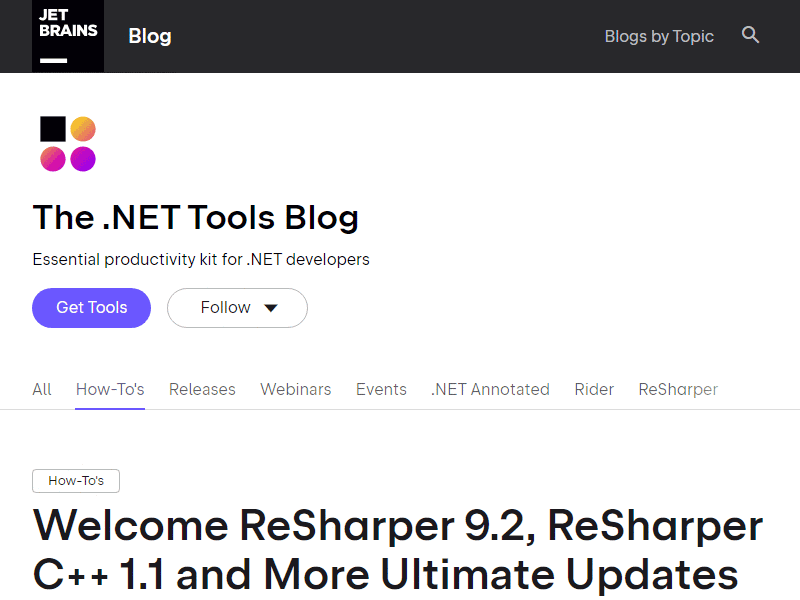 JET
BRAINS
Blog
Blogs by Topic
The .NET Tools Blog
Essential productivity kit for .NET developers
Get Tools
Follow
All How-To's Releases Webinars Events .NET Annotated Rider ReSharper
How-To's
Welcome ReSharper 9.2, ReSharper
C++ 1.1 and More Ultimate Updates